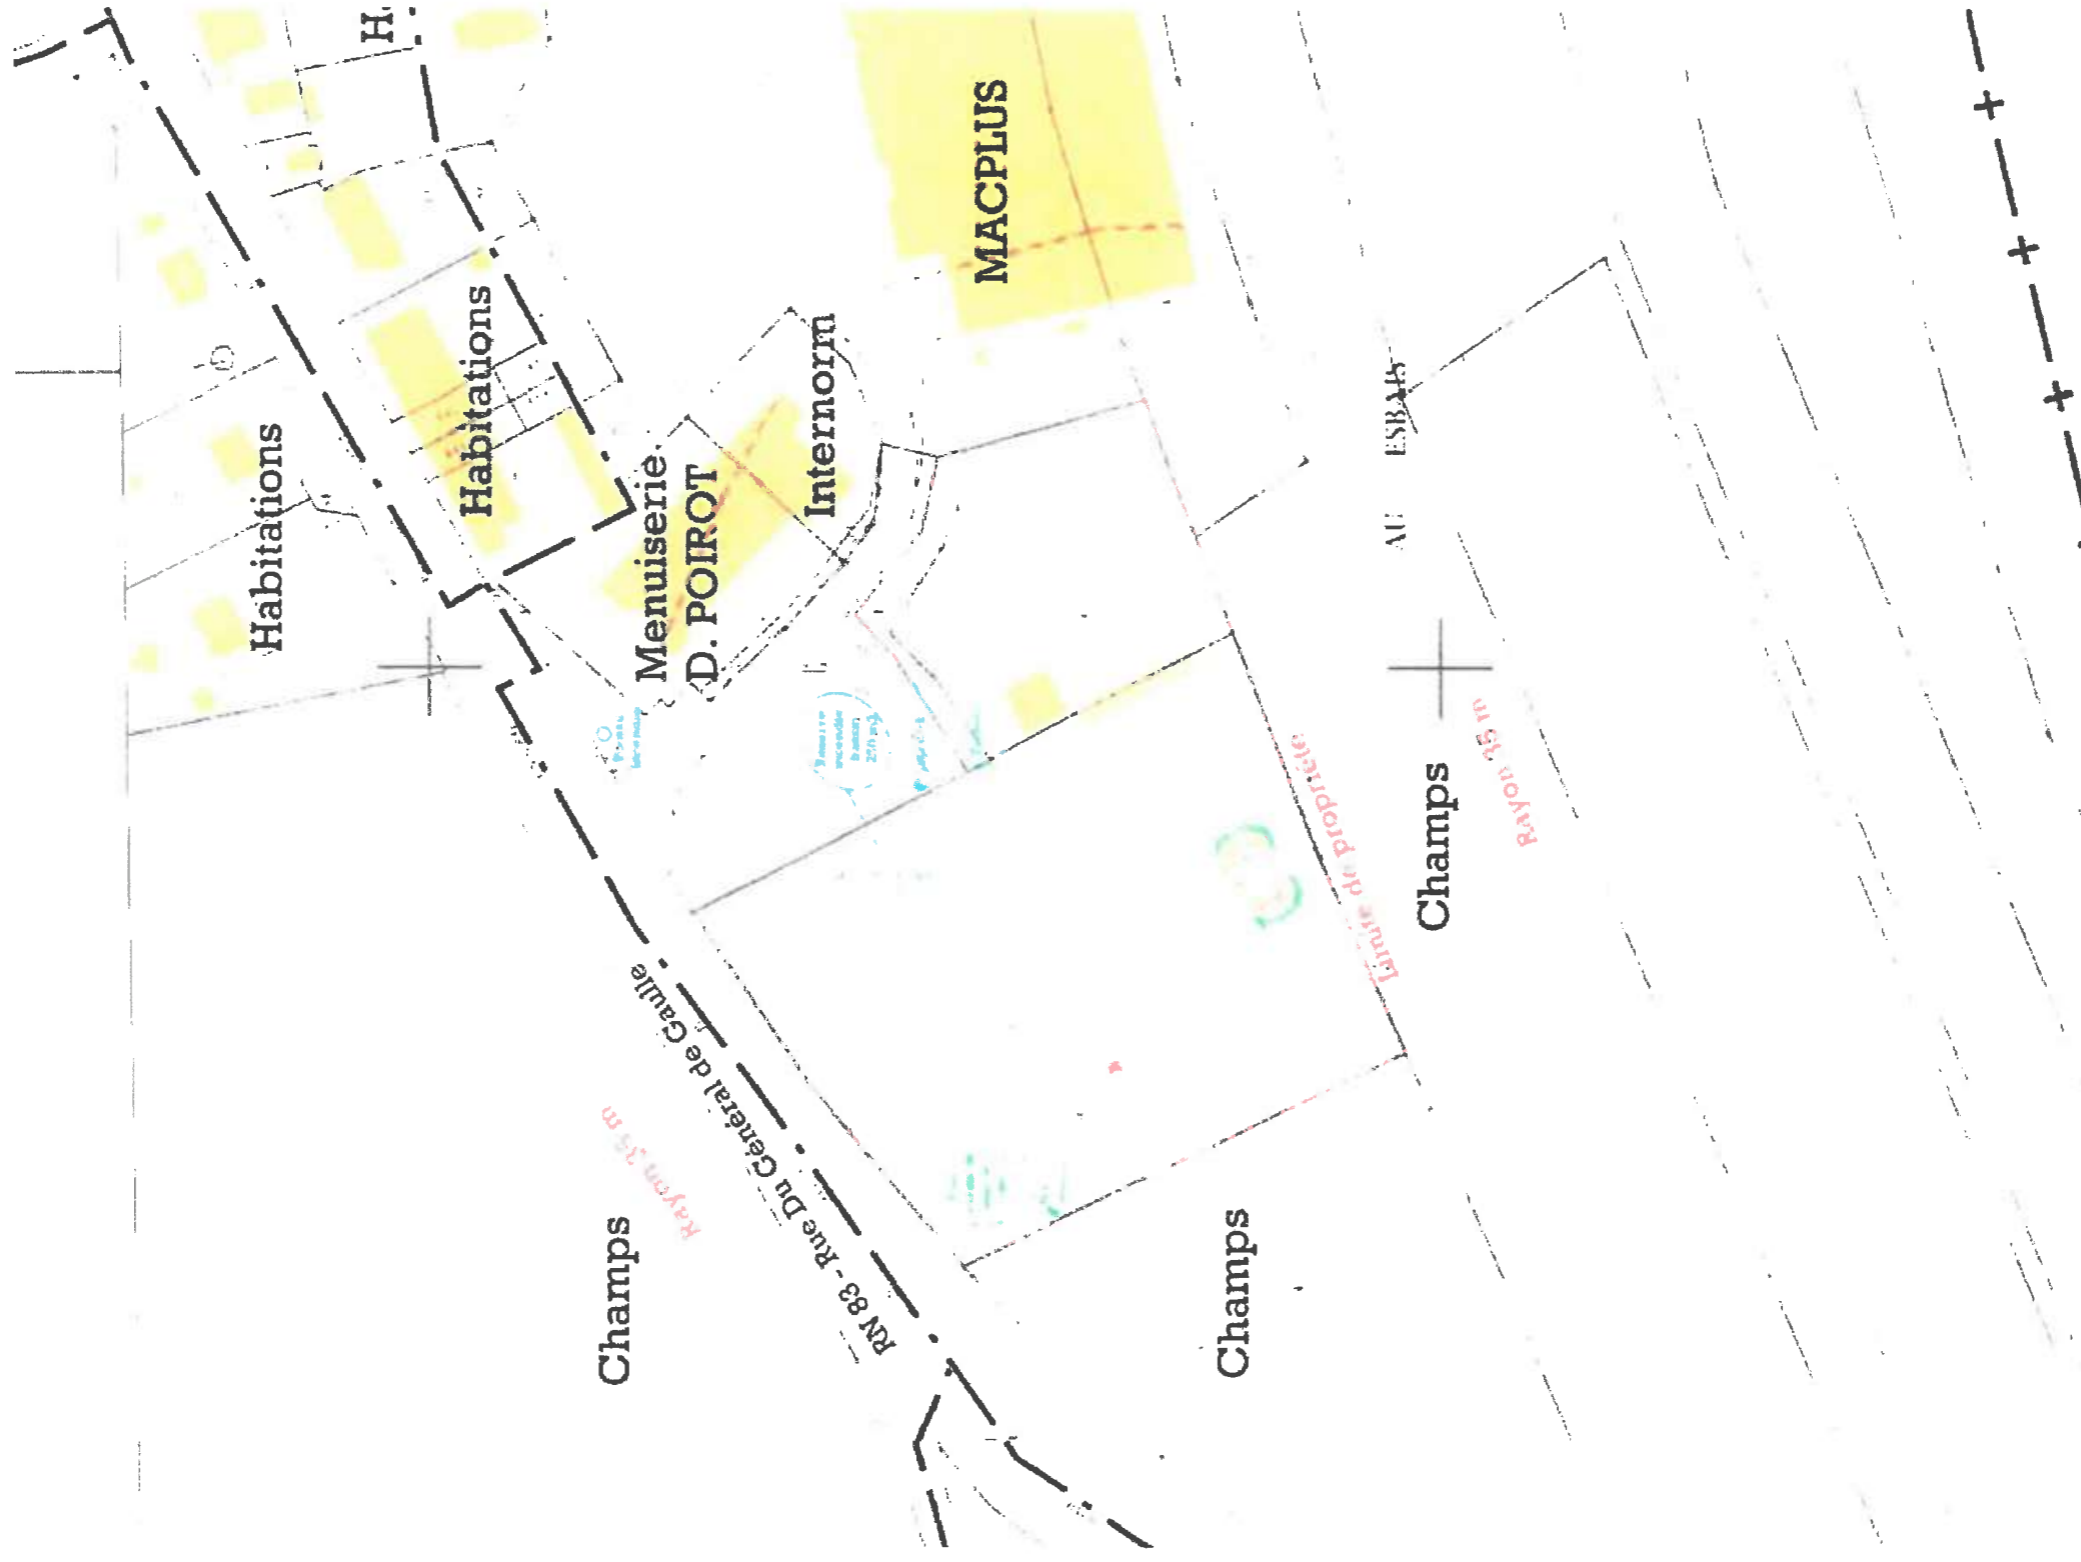 H
Habitations
Habitations
MACPLUS
Internorm
Menuiserie
D. POIROT
AU
Champs
Rayon 35 m
Limite de propriété
RN 83 - Rue Du Général de Gaulle
Rayon 35 m
Champs
Champs